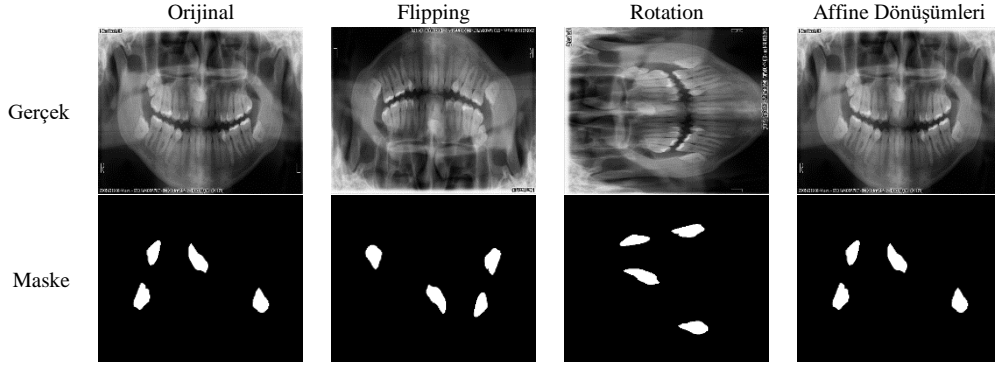 Orijinal
Flipping
Rotation
Affine Dönüşümleri
Gerçek
Maske